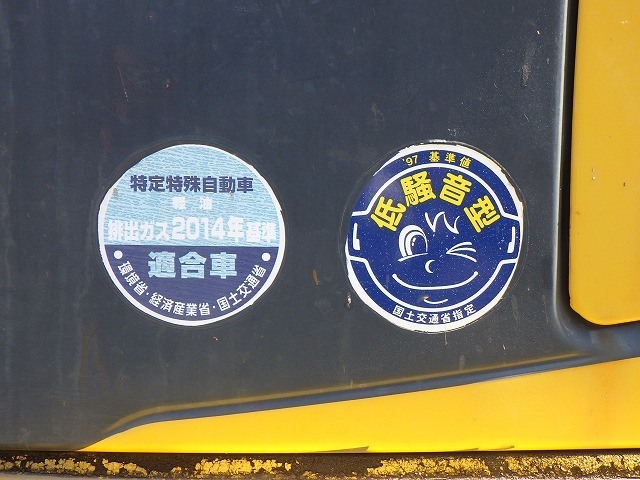 特定特殊自動車
軽油
排出ガス2014年基準
適合車
・環境省・経済産業省・国土交通省・
'97 基準値
低騒音型
国土交通省指定